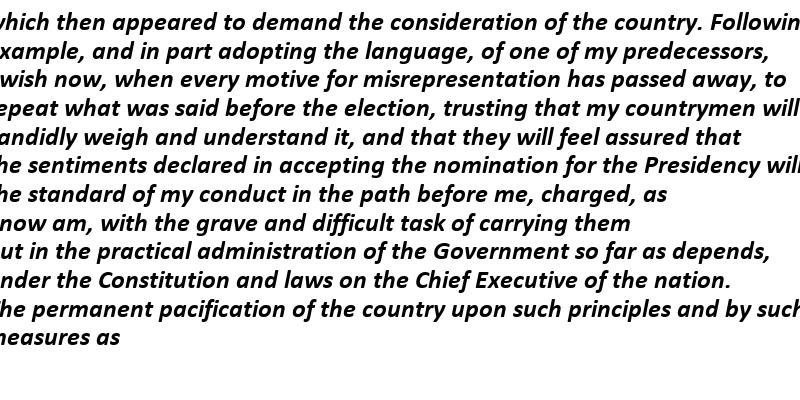 which then appeared to demand the consideration of the country. Followin
xample, and in part adopting the language, of one of my predecessors,
wish now, when every motive for misrepresentation has passed away, to
epeat what was said before the election, trusting that my countrymen will
andidly weigh and understand it, and that they will feel assured that
he sentiments declared in accepting the nomination for the Presidency will
he standard of my conduct in the path before me, charged, as
now am, with the grave and difficult task of carrying them
ut in the practical administration of the Government so far as depends,
nder the Constitution and laws on the Chief Executive of the nation.
The permanent pacification of the country upon such principles and by such
measures as